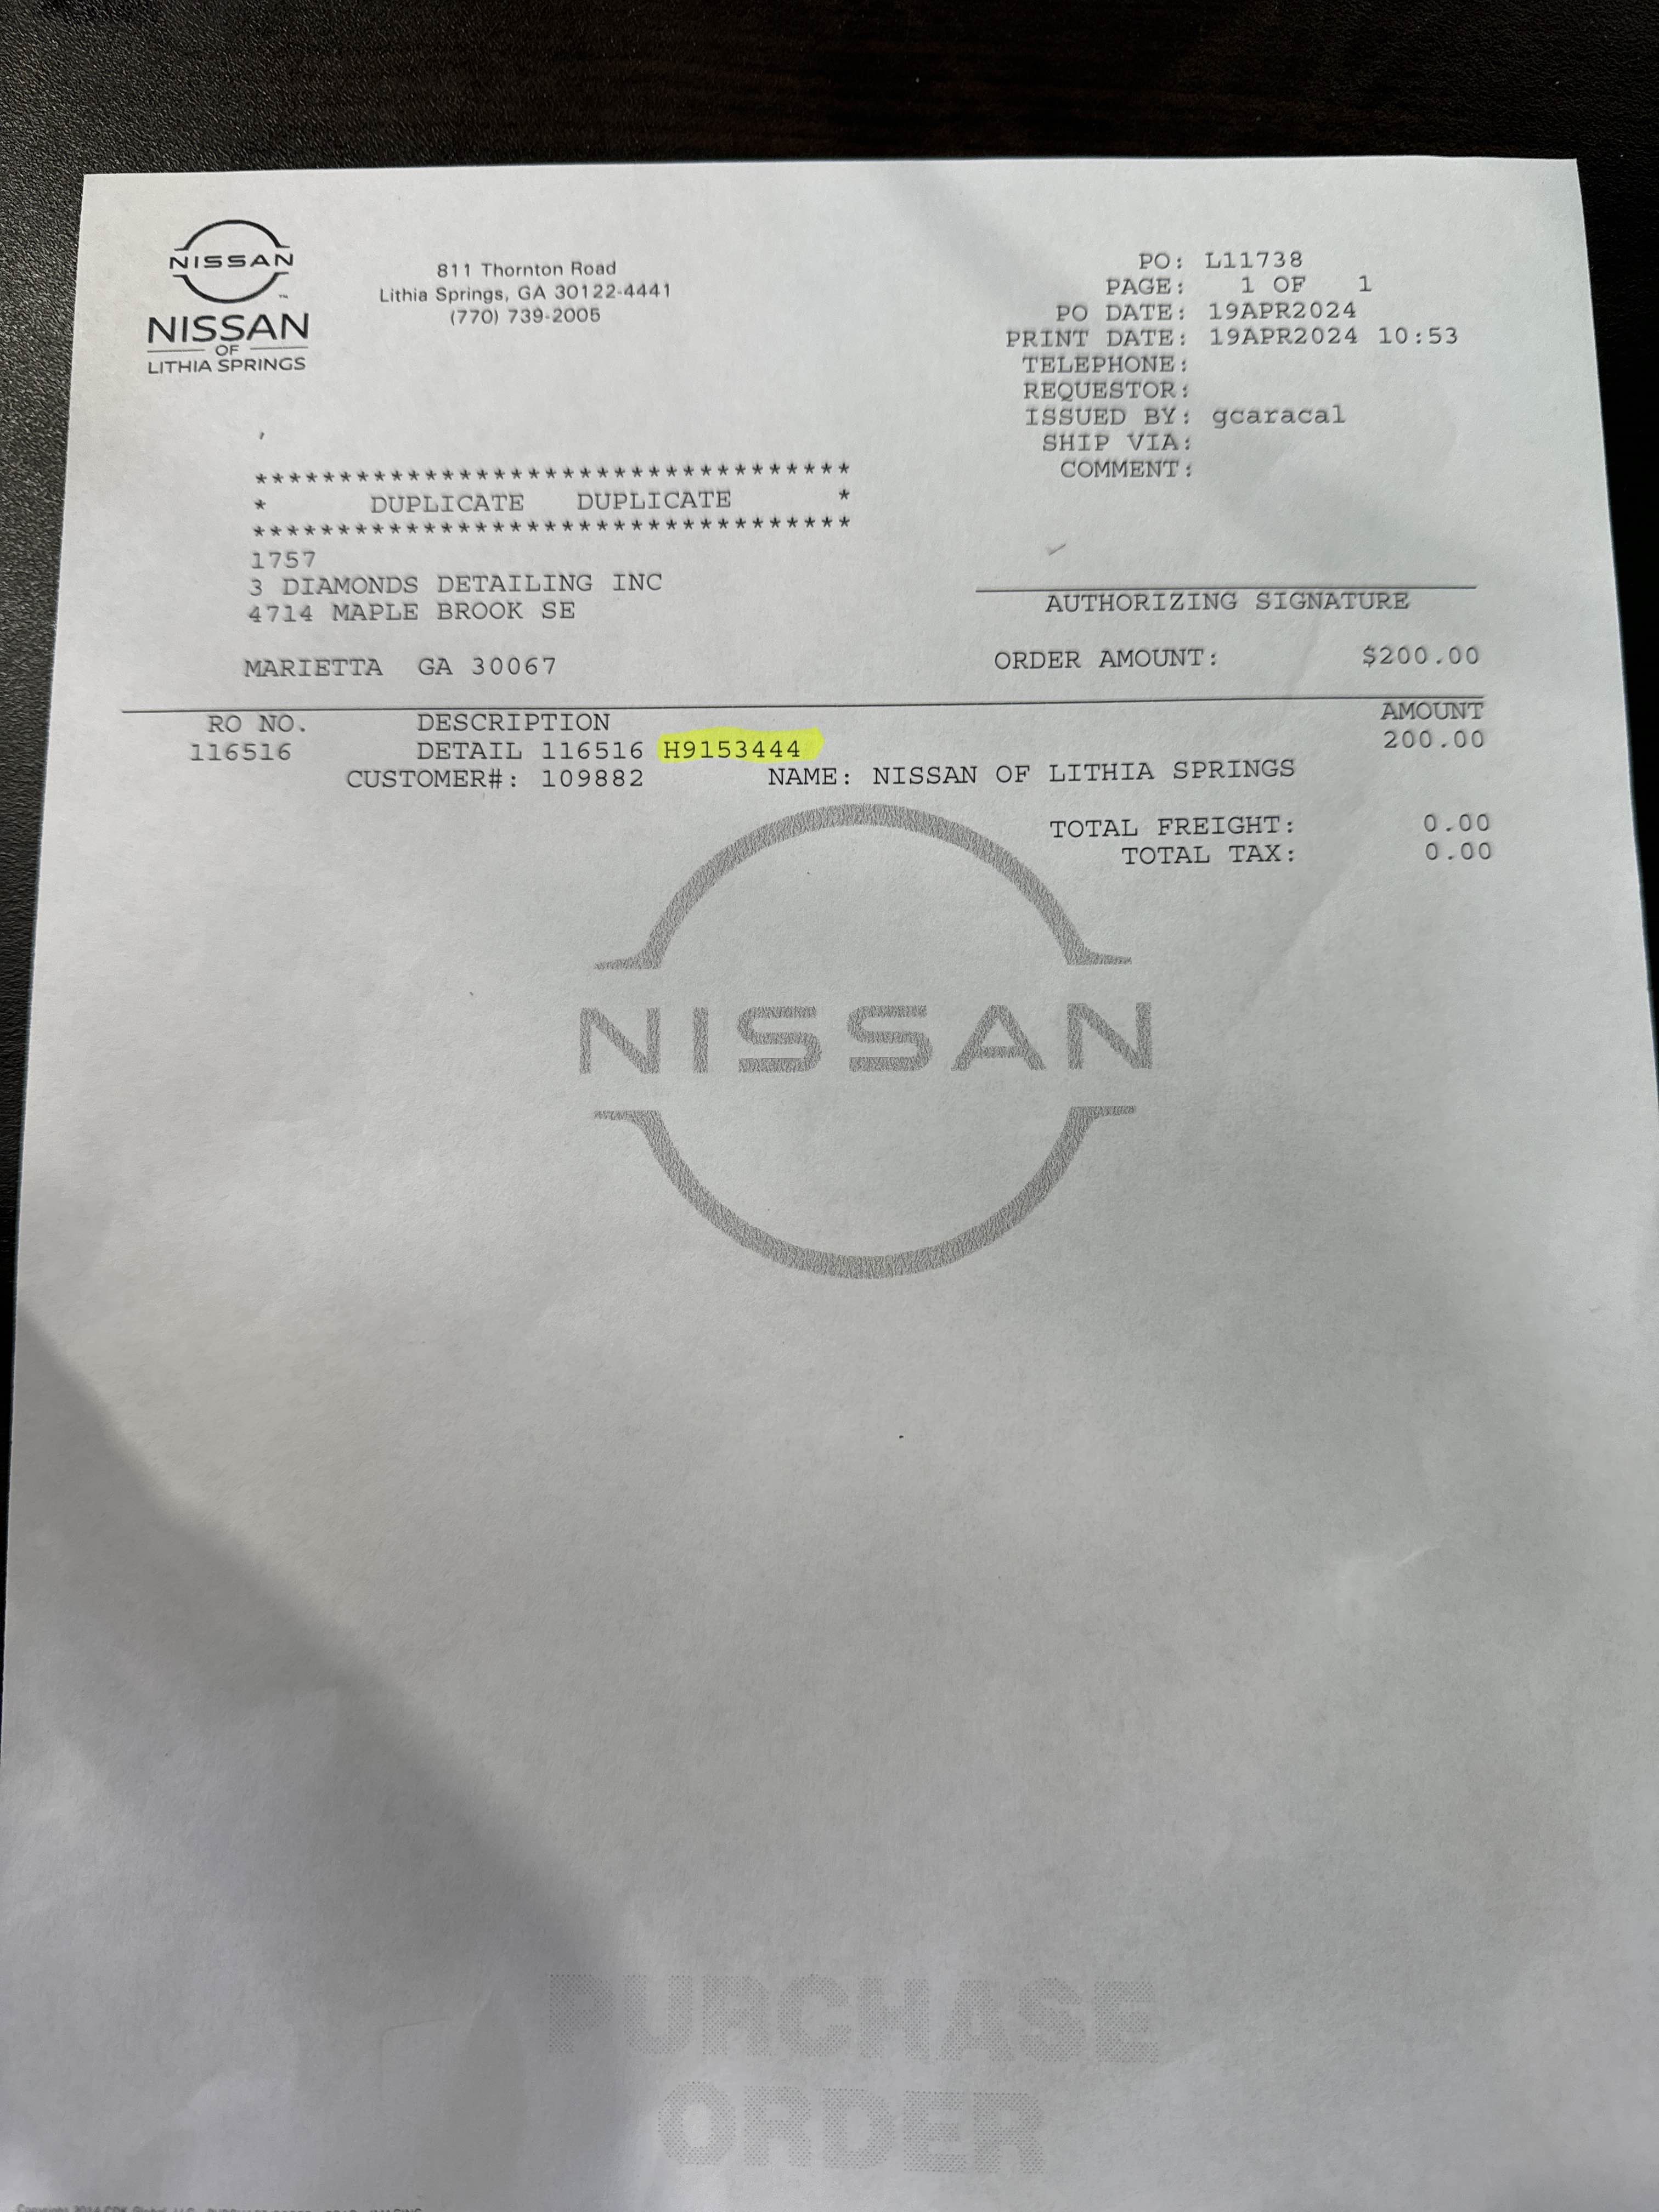 NISSAN
NISSAN
OF
LITHIA SPRINGS
811 Thornton Road
Lithia Springs, GA 30122-4441
(770) 739-2005
PO: L11738
PAGE: 1 OF 1
PO DATE: 19APR2024
PRINT DATE: 19APR2024 10:53
TELEPHONE:
REQUESTOR:
ISSUED BY: gcaracal
SHIP VIA:
COMMENT:
***********************************
* DUPLICATE DUPLICATE *
***********************************
1757
3 DIAMONDS DETAILING INC
4714 MAPLE BROOK SE
MARIETTA GA 30067
AUTHORIZING SIGNATURE
ORDER AMOUNT: $200.00
RO NO. DESCRIPTION AMOUNT
116516 DETAIL 116516 H9153444 200.00
CUSTOMER#: 109882 NAME: NISSAN OF LITHIA SPRINGS
TOTAL FREIGHT: 0.00
TOTAL TAX: 0.00
NISSAN
PURCHASE
ORDER